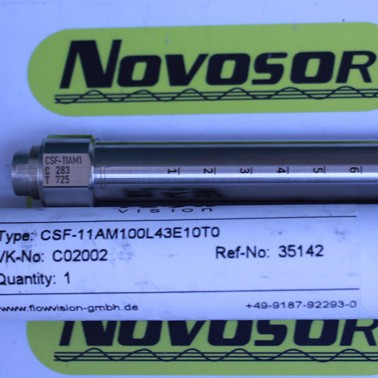 NOVOSOR
CSF-11AM1
C 283
T 725
1 2 3 4 5 6
VISION
Type: CSF-11AM100L43E10T0
VK-No: C02002 Ref-No: 35142
Quantity: 1
www.flowvision-gmbh.de +49-9187-92293-0
NOVOSOR